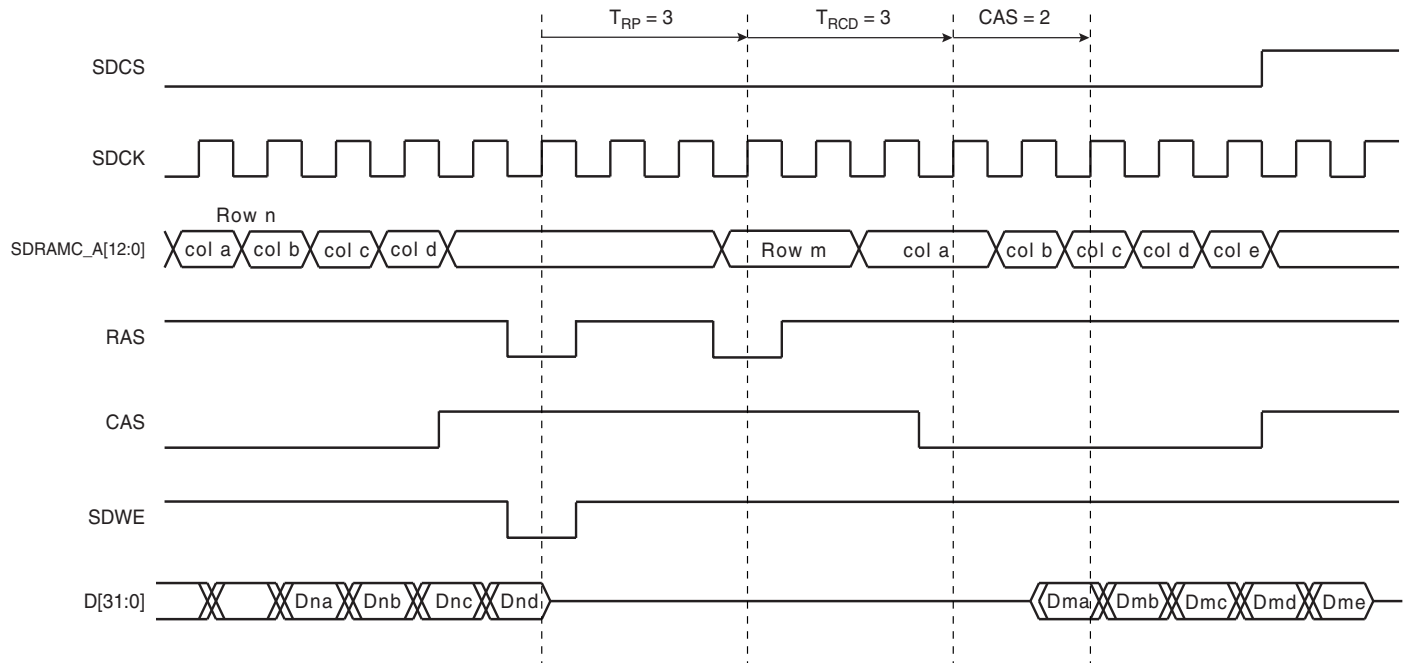 T_RP = 3 T_RCD = 3 CAS = 2
SDCS
SDCK
Row n
SDRAMC_A[12:0] col a col b col c col d Row m col a col b col c col d col e
RAS
CAS
SDWE
D[31:0] Dna Dnb Dnc Dnd Dma Dmb Dmc Dmd Dme